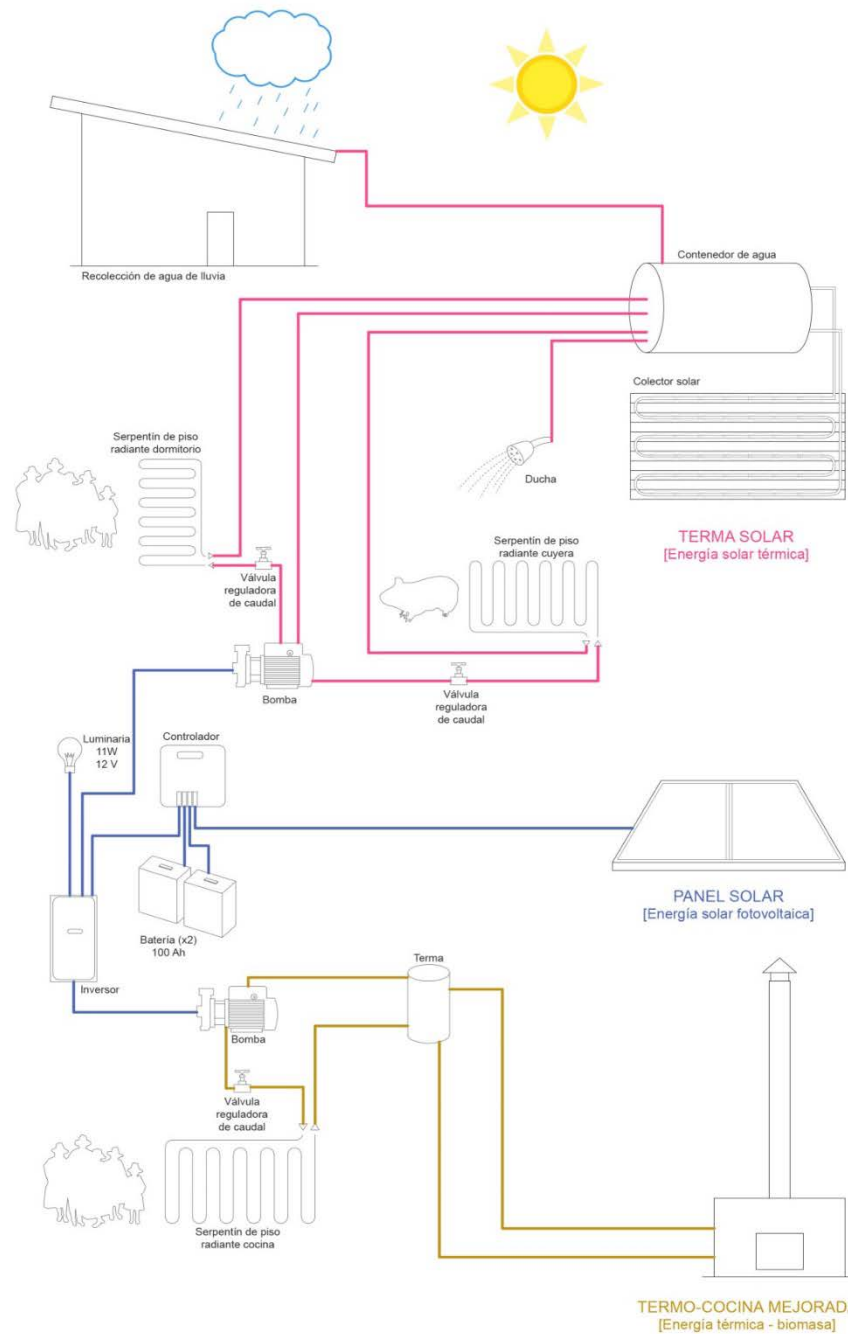 Recolección de agua de lluvia
Contenedor de agua
Colector solar
Serpentín de piso
radiante dormitorio
Ducha
TERMA SOLAR
[Energía solar térmica]
Serpentín de piso
radiante cuyera
Válvula
reguladora
de caudal
Bomba
Válvula
reguladora
de caudal
Luminaria
11W
12 V
Controlador
PANEL SOLAR
[Energía solar fotovoltaica]
Batería (x2)
100 Ah
Inversor
Terma
Bomba
Válvula
reguladora
de caudal
Serpentín de piso
radiante cocina
TERMO-COCINA MEJORAD
[Energía térmica - biomasa]